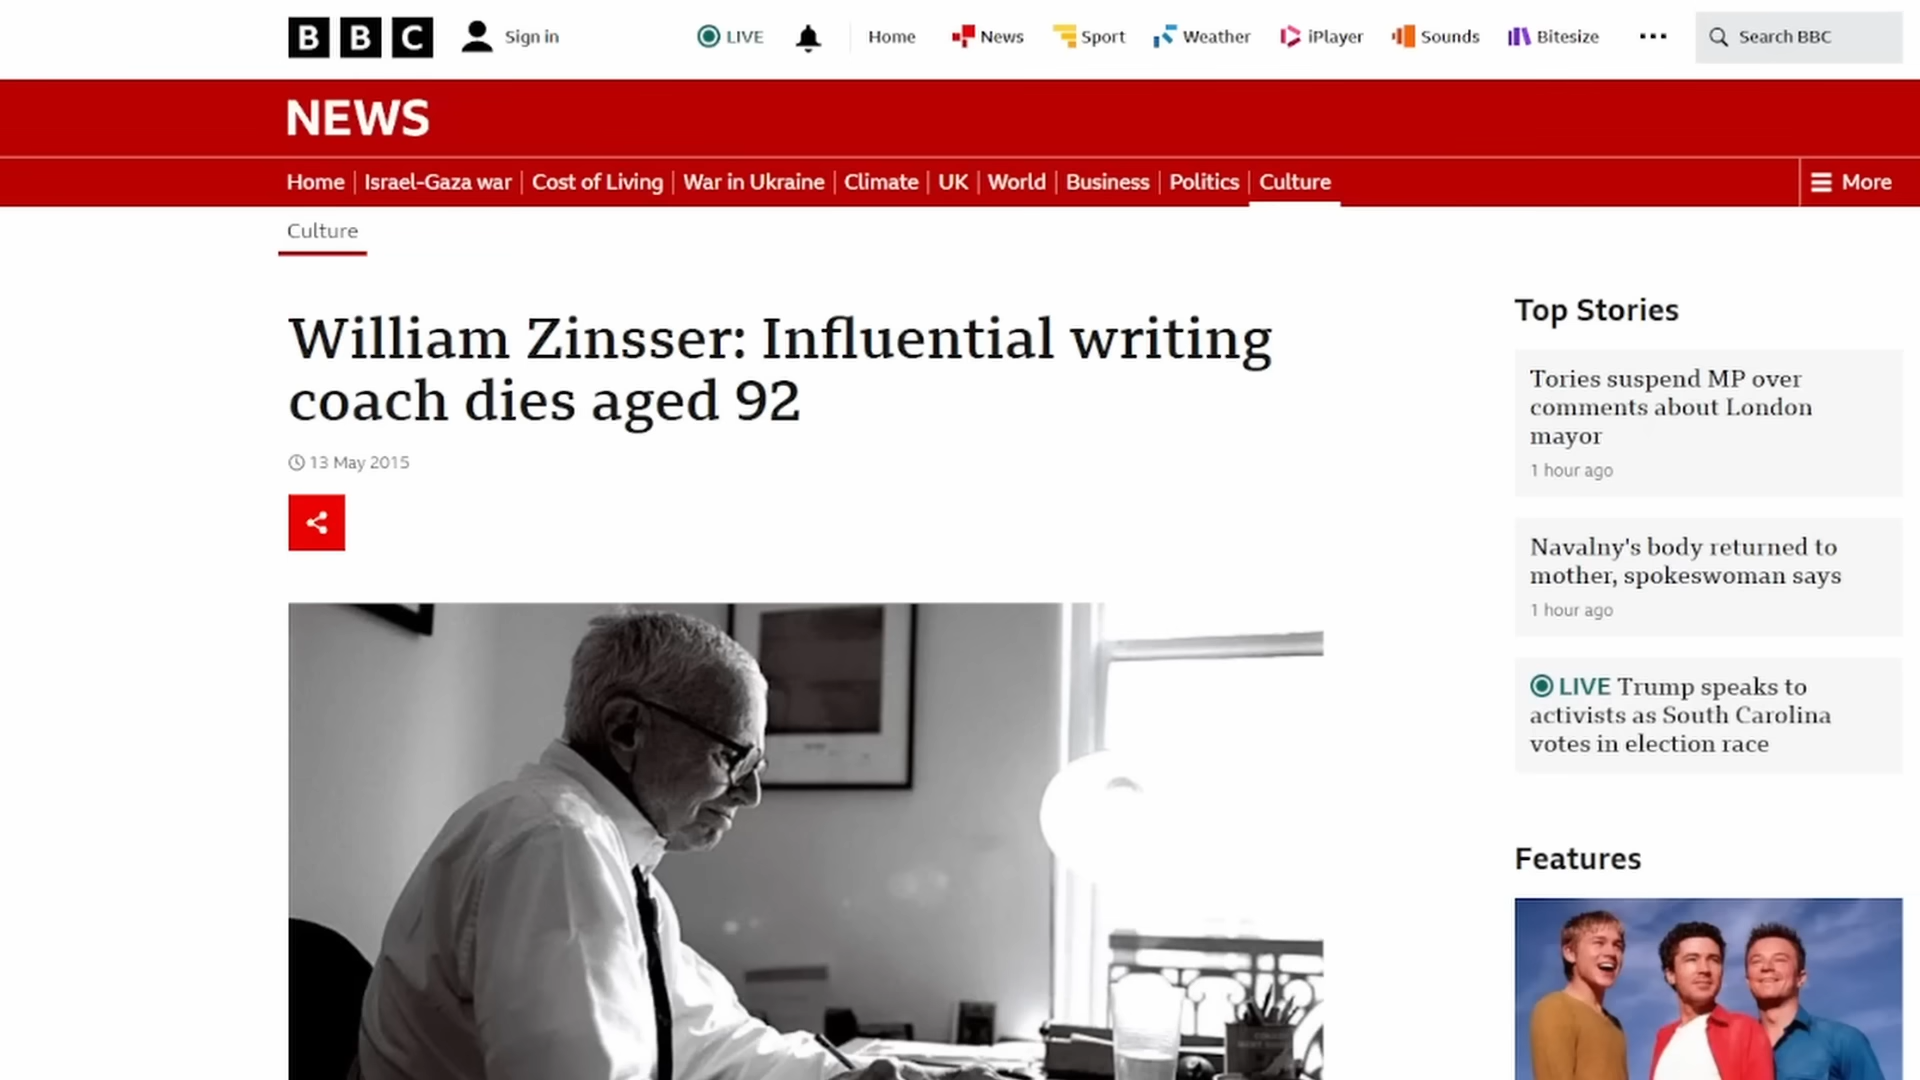 BBC
Sign in
LIVE
Home
News
Sport
Weather
iPlayer
Sounds
Bitesize
Search BBC
NEWS
Home
Israel-Gaza war
Cost of Living
War in Ukraine
Climate
UK
World
Business
Politics
Culture
More
Culture
William Zinsser: Influential writing
coach dies aged 92
13 May 2015
Top Stories
Tories suspend MP over
comments about London
mayor
1 hour ago
Navalny's body returned to
mother, spokeswoman says
1 hour ago
LIVE Trump speaks to
activists as South Carolina
votes in election race
Features